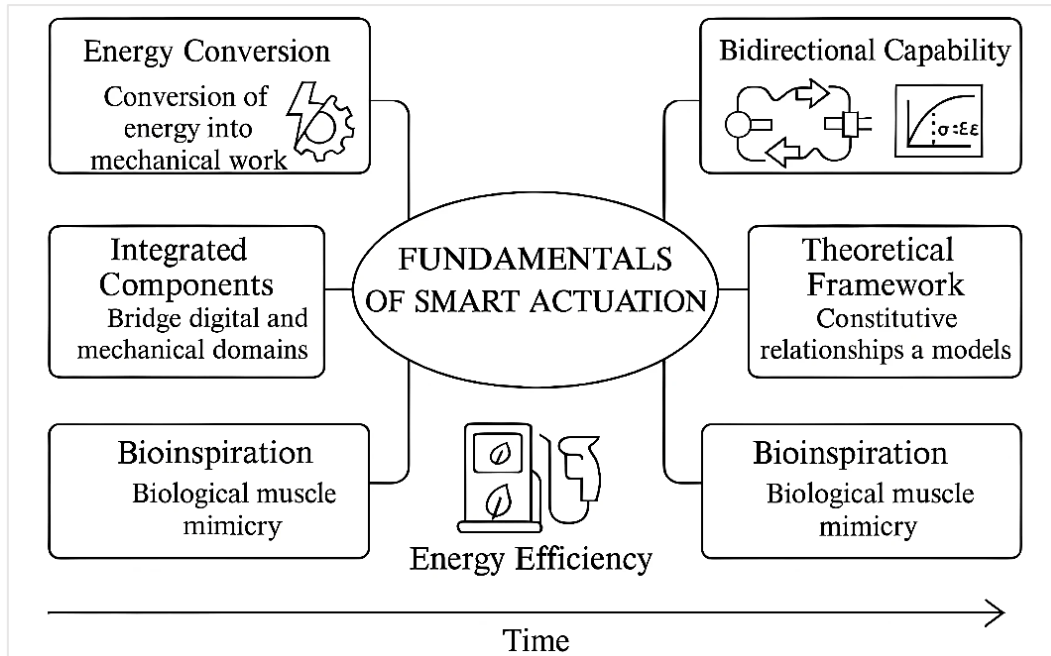 Energy Conversion
Conversion of
energy into
mechanical work
Bidirectional Capability
σ=Ɛε
Integrated
Components
Bridge digital and
mechanical domains
FUNDAMENTALS
OF SMART ACTUATION
Theoretical
Framework
Constitutive
relationships a models
Bioinspiration
Biological muscle
mimicry
Energy Efficiency
Bioinspiration
Biological muscle
mimicry
Time